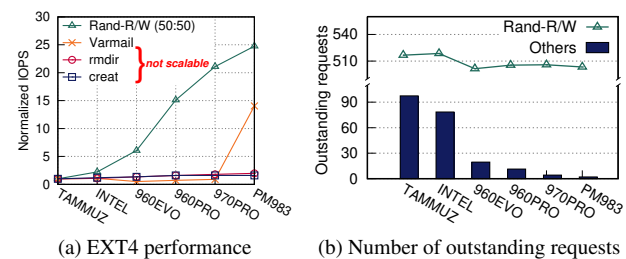 30
25
20
15
10
5
0
Normalized IOPS
Rand-R/W (50:50)
Varmail
rmdir
creat
not scalable
TAMMUZ
INTEL
960EVO
960PRO
970PRO
PM983
(a) EXT4 performance
540
510
90
60
30
0
Outstanding requests
Rand-R/W
Others
TAMMUZ
INTEL
960EVO
960PRO
970PRO
PM983
(b) Number of outstanding requests